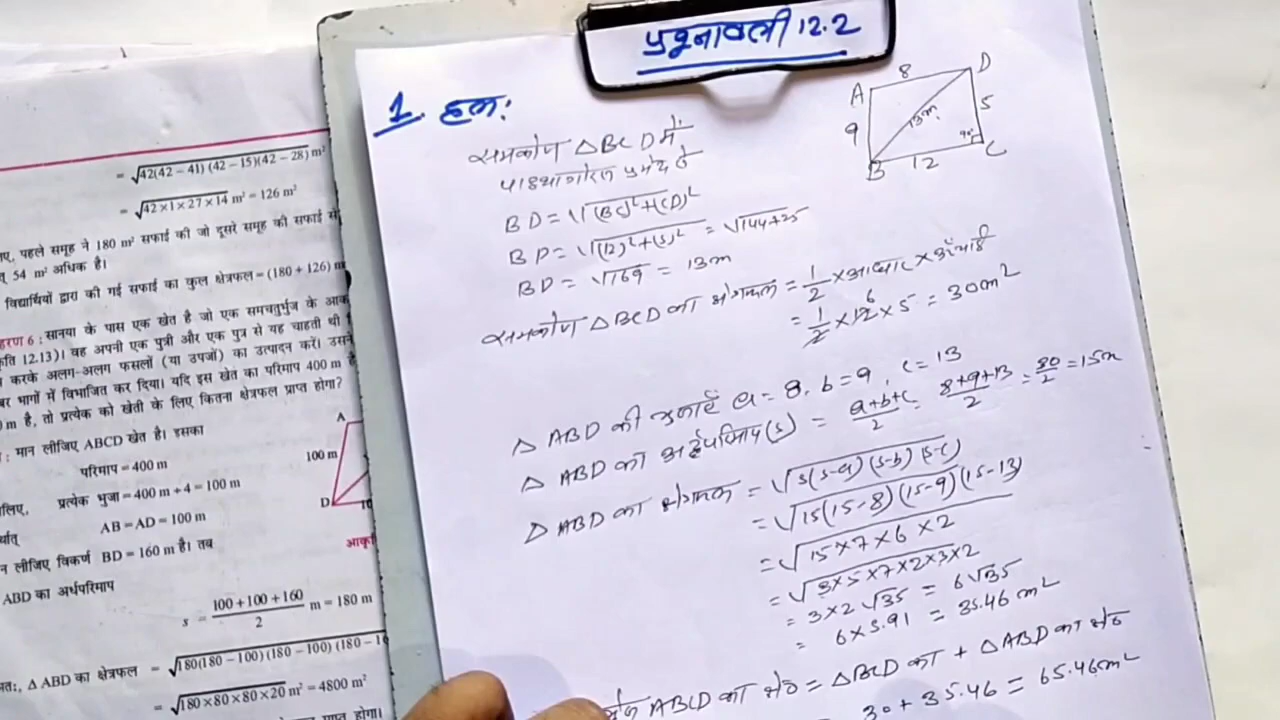 प्रश्नावली 12.2
1. हल:
A 8 D
9 13m 5
90°
B 12 C
समकोण △BCD में
पाइथागोरस प्रमेय से
BD = √(BC)²+(CD)²
BD = √(12)²+(5)² = √144+25
BD = √169 = 13m
समकोण △BCD का क्षेत्रफल = 1/2 × आधार × ऊँचाई
= 1/2 × 12 6 × 5 = 30m²
△ ABD की भुजाएँ a = 8, b = 9, c = 13
△ ABD का अर्द्धपरिमाप(s) = a+b+c/2 = 8+9+13/2 = 30/2 = 15m
△ ABD का क्षेत्रफल = √s(s-a)(s-b)(s-c)
= √15(15-8)(15-9)(15-13)
= √15×7×6×2
= √3×5×7×2×3×2
= 3×2√35 = 6√35
= 6×5.91 = 35.46 m²
ABCD का क्षे० = △BCD का + △ABD का क्षे०
30 + 35.46 = 65.46m²
= √42(42 – 41) (42 – 15)(42 – 28) m²
= √42×1×27×14 m² = 126 m²
पहले समूह ने 180 m² सफाई की जो दूसरे समूह की सफाई से
54 m² अधिक है।
विद्यार्थियों द्वारा की गई सफाई का कुल क्षेत्रफल = (180 + 126) m
6 : सानया के पास एक खेत है जो एक समचतुर्भुज के
12.13)। वह अपनी एक पुत्री और एक पुत्र से यह चाहती थी
करके अलग-अलग फसलों (या उपजों) का उत्पादन करें। उसने
भागों में विभाजित कर दिया। यदि इस खेत का परिमाप 400 m
m है, तो प्रत्येक को खेती के लिए कितना क्षेत्रफल प्राप्त होगा?
: मान लीजिए ABCD खेत है। इसका
परिमाप = 400 m
प्रत्येक भुजा = 400 m ÷ 4 = 100 m
AB = AD = 100 m
लीजिए विकर्ण BD = 160 m है। तब
ABD का अर्धपरिमाप
s = 100 + 100 + 160/2 m = 180 m
△ ABD का क्षेत्रफल = √180(180 – 100) (180 – 100) (180 – 1
= √180×80×80×20 m² = 4800 m²
A
100 m
D